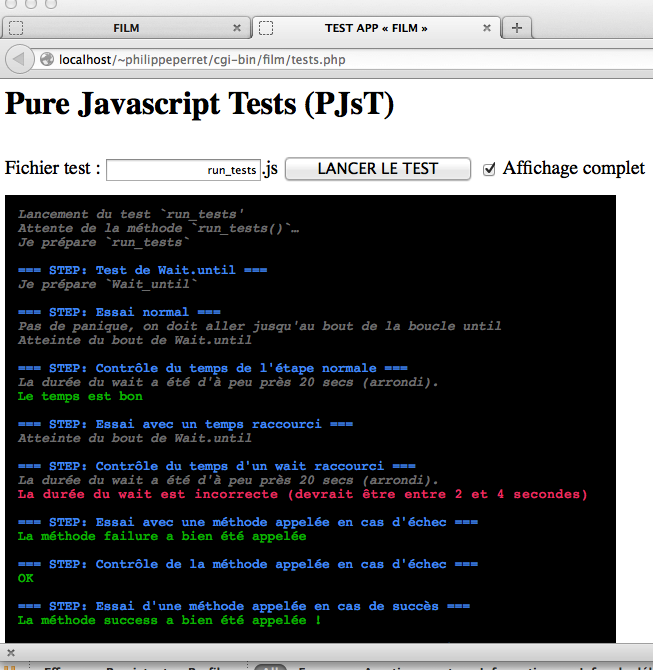 FILM
TEST APP « FILM »
localhost/~philippeperret/cgi-bin/film/tests.php
Pure Javascript Tests (PJsT)
Fichier test : run_tests .js LANCER LE TEST Affichage complet
Lancement du test `run_tests'
Attente de la méthode `run_tests()`…
Je prépare `run_tests`
=== STEP: Test de Wait.until ===
Je prépare `Wait_until`
=== STEP: Essai normal ===
Pas de panique, on doit aller jusqu'au bout de la boucle until
Atteinte du bout de Wait.until
=== STEP: Contrôle du temps de l'étape normale ===
La durée du wait a été d'à peu près 20 secs (arrondi).
Le temps est bon
=== STEP: Essai avec un temps raccourci ===
Atteinte du bout de Wait.until
=== STEP: Contrôle du temps d'un wait raccourci ===
La durée du wait a été d'à peu près 20 secs (arrondi).
La durée du wait est incorrecte (devrait être entre 2 et 4 secondes)
=== STEP: Essai avec une méthode appelée en cas d'échec ===
La méthode failure a bien été appelée
=== STEP: Contrôle de la méthode appelée en cas d'échec ===
OK
=== STEP: Essai d'une méthode appelée en cas de succès ===
La méthode success a bien été appelée !